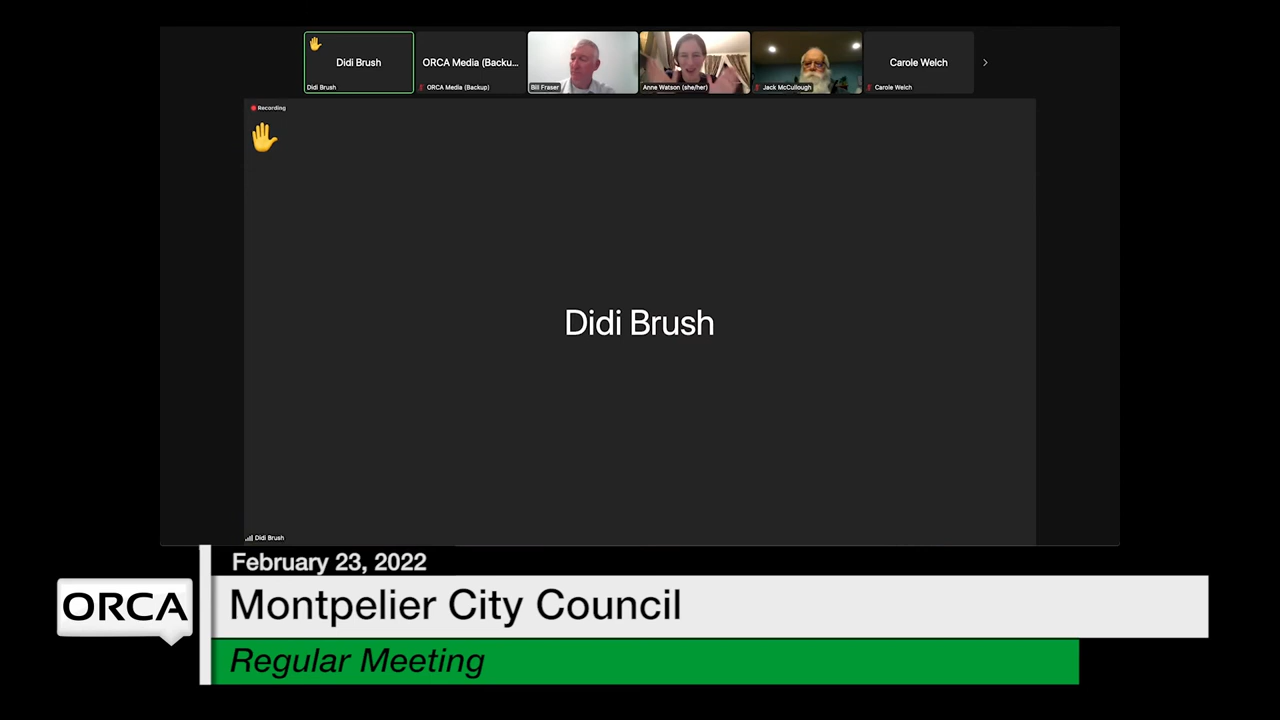 Didi Brush
Didi Brush
ORCA Media (Backu...
ORCA Media (Backup)
Bill Fraser
Anne Watson (she/her)
Jack McCullough
Carole Welch
Carole Welch
Recording
Didi Brush
Didi Brush
February 23, 2022
ORCA
Montpelier City Council
Regular Meeting